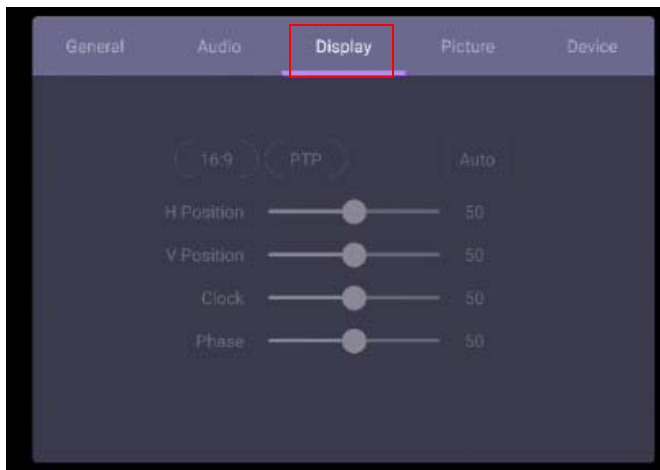 General Audio Display Picture Device
16:9 PTP Auto
H Position 50
V Position 50
Clock 50
Phase 50